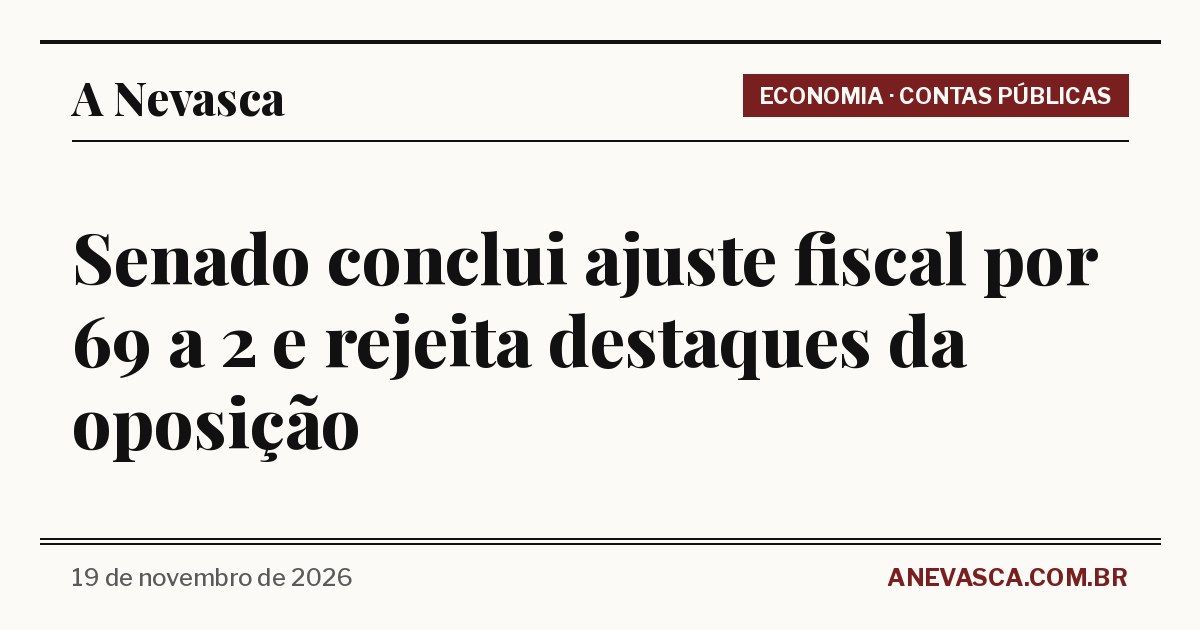 A Nevasca
ECONOMIA · CONTAS PÚBLICAS
Senado conclui ajuste fiscal por
69 a 2 e rejeita destaques da
oposição
19 de novembro de 2026
ANEVASCA.COM.BR